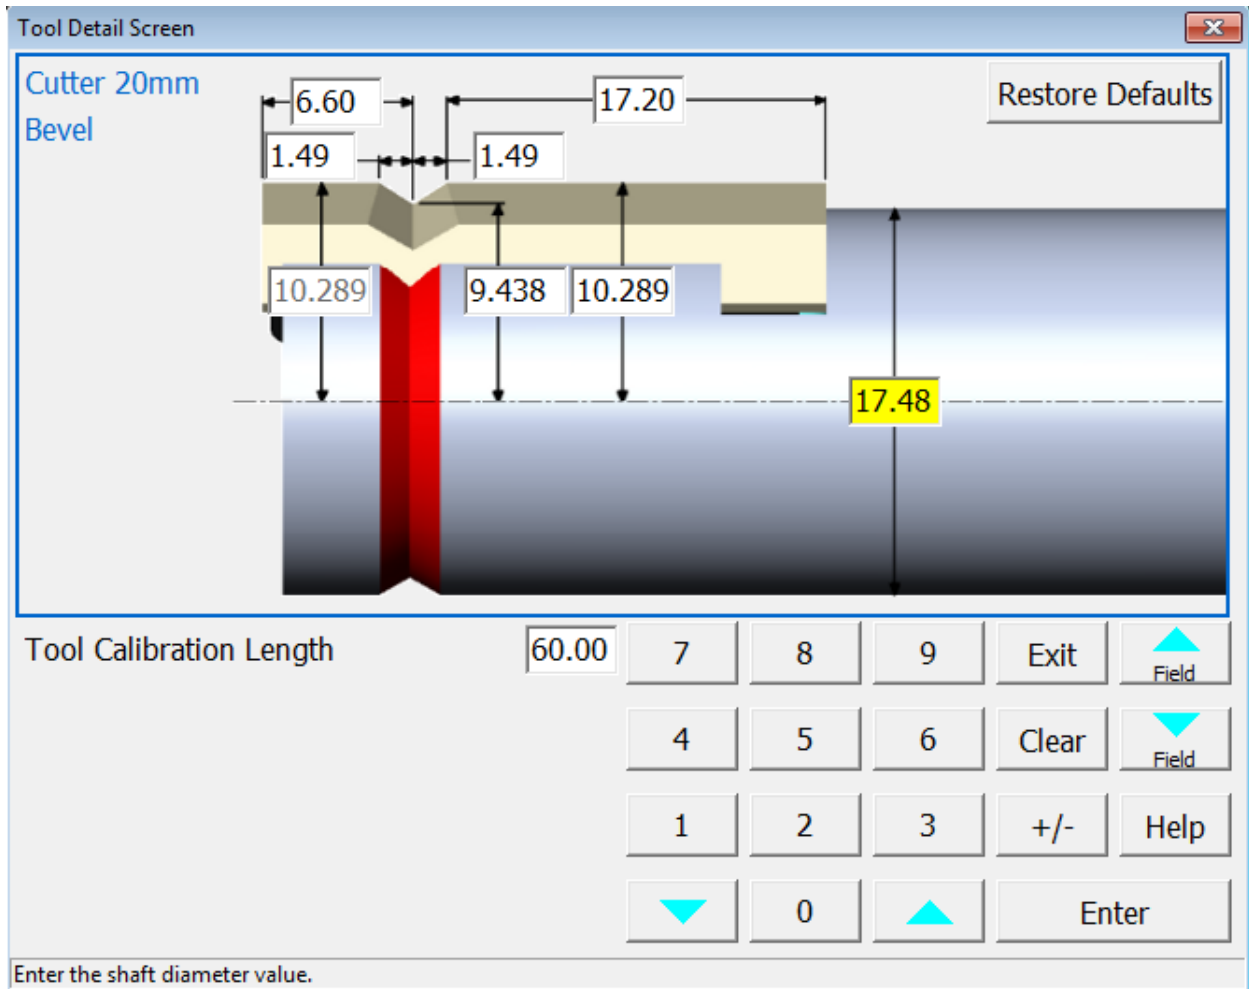 Tool Detail Screen
Cutter 20mm
Bevel
6.60
17.20
Restore Defaults
1.49
1.49
10.289
9.438
10.289
17.48
Tool Calibration Length
60.00
7
8
9
Exit
Field
4
5
6
Clear
Field
1
2
3
+/-
Help
0
Enter
Enter the shaft diameter value.